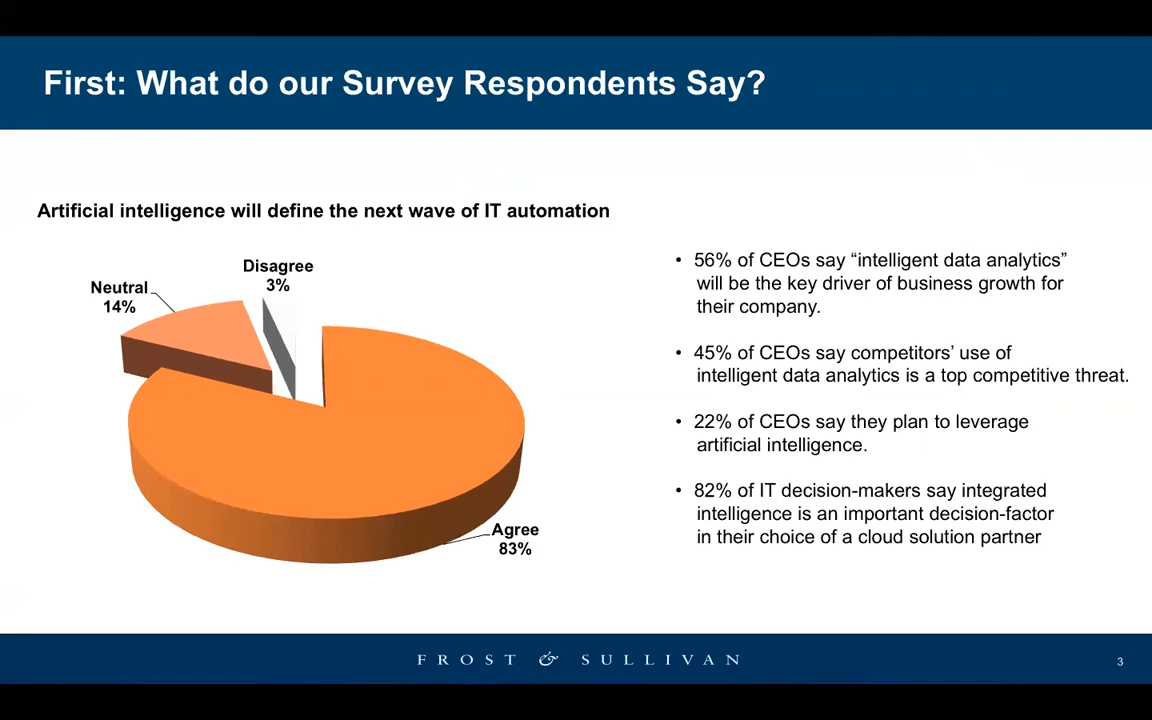 First: What do our Survey Respondents Say?
Artificial intelligence will define the next wave of IT automation
Disagree
3%
Neutral
14%
Agree
83%
• 56% of CEOs say “intelligent data analytics”
will be the key driver of business growth for
their company.
• 45% of CEOs say competitors’ use of
intelligent data analytics is a top competitive threat.
• 22% of CEOs say they plan to leverage
artificial intelligence.
• 82% of IT decision-makers say integrated
intelligence is an important decision-factor
in their choice of a cloud solution partner
FROST & SULLIVAN
3